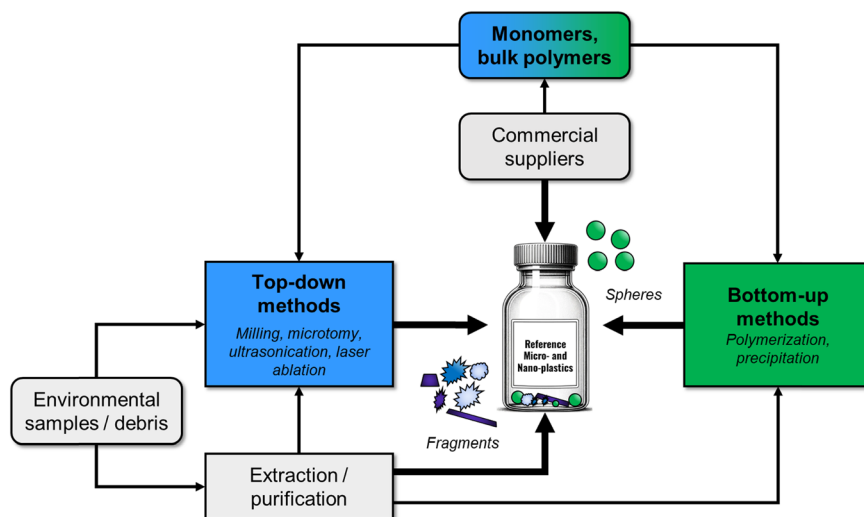 Monomers,
bulk polymers
Commercial
suppliers
Top-down
methods
Milling, microtomy,
ultrasonication, laser
ablation
Spheres
Bottom-up
methods
Polymerization,
precipitation
Reference
Micro- and
Nano-plastics
Environmental
samples / debris
Fragments
Extraction /
purification